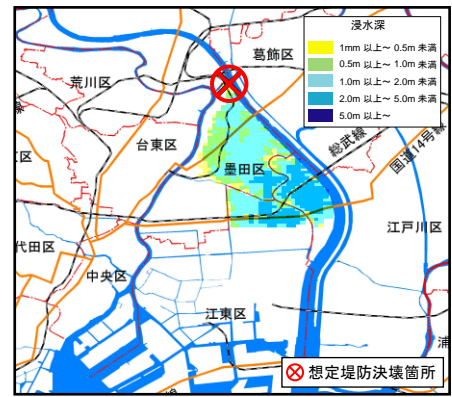 浸水深
1mm 以上～ 0.5m 未満
0.5m 以上～ 1.0m 未満
1.0m 以上～ 2.0m 未満
2.0m 以上～ 5.0m 未満
5.0m 以上～
葛飾区
荒川区
台東区
墨田区
総武線
国道14号線
江戸川区
代田区
中央区
江東区
浦
線
線
区
想定堤防決壊箇所